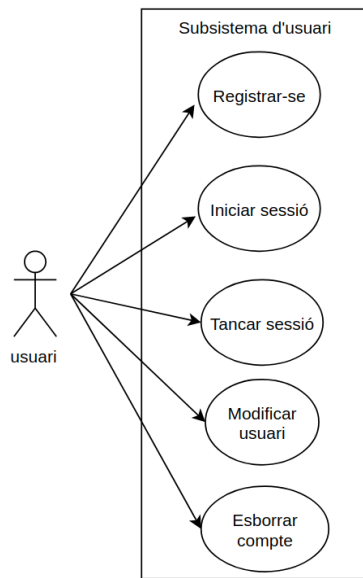 Subsistema d'usuari
Registrar-se
Iniciar sessió
Tancar sessió
usuari
Modificar
usuari
Esborrar
compte